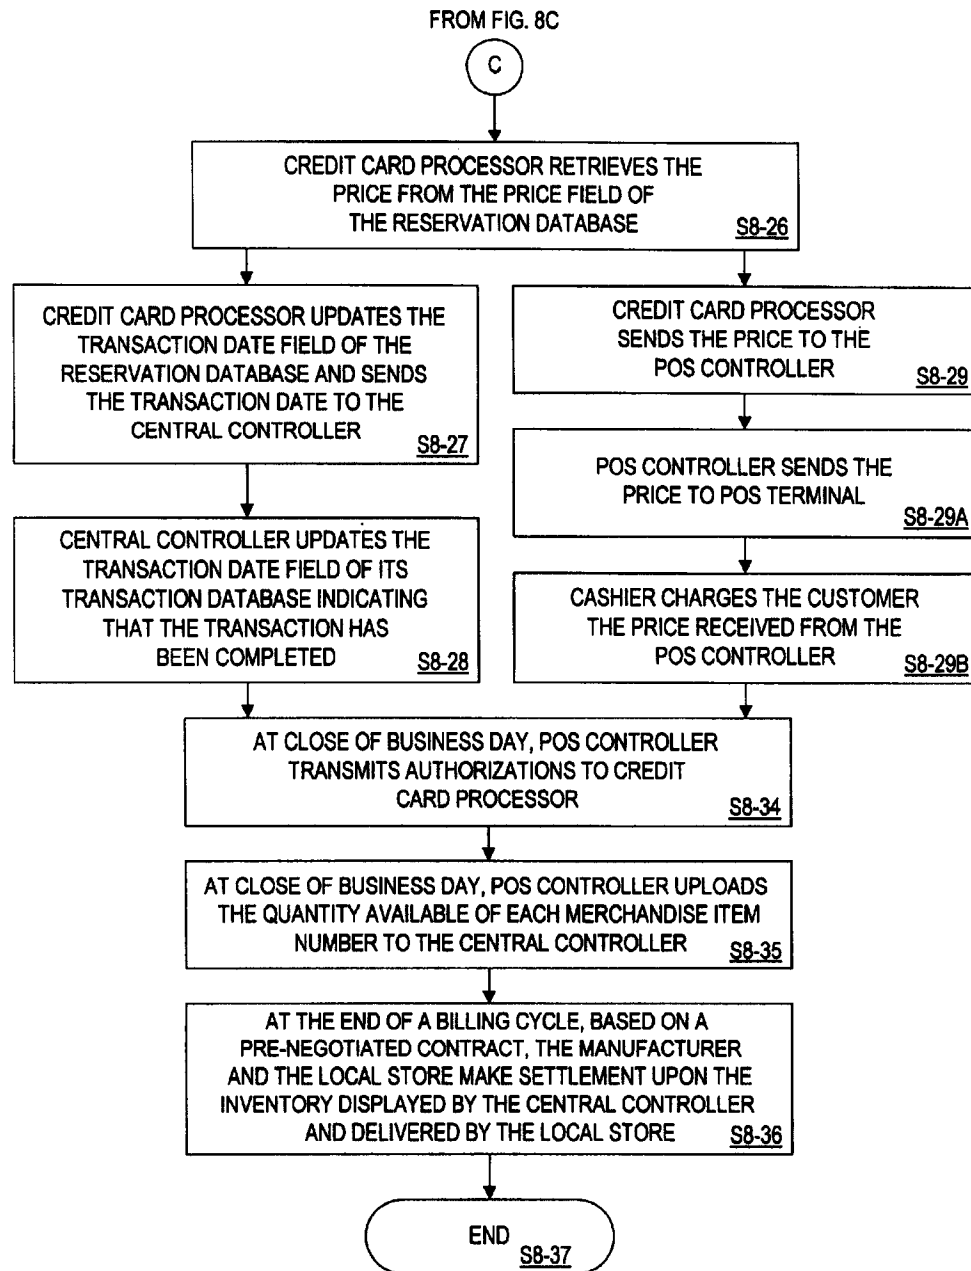 FROM FIG. 8C
C
CREDIT CARD PROCESSOR RETRIEVES THE
PRICE FROM THE PRICE FIELD OF
THE RESERVATION DATABASE
S8-26
CREDIT CARD PROCESSOR UPDATES THE
TRANSACTION DATE FIELD OF THE
RESERVATION DATABASE AND SENDS
THE TRANSACTION DATE TO THE
CENTRAL CONTROLLER
S8-27
CREDIT CARD PROCESSOR
SENDS THE PRICE TO THE
POS CONTROLLER
S8-29
POS CONTROLLER SENDS THE
PRICE TO POS TERMINAL
S8-29A
CENTRAL CONTROLLER UPDATES THE
TRANSACTION DATE FIELD OF ITS
TRANSACTION DATABASE INDICATING
THAT THE TRANSACTION HAS
BEEN COMPLETED
S8-28
CASHIER CHARGES THE CUSTOMER
THE PRICE RECEIVED FROM THE
POS CONTROLLER
S8-29B
AT CLOSE OF BUSINESS DAY, POS CONTROLLER
TRANSMITS AUTHORIZATIONS TO CREDIT
CARD PROCESSOR
S8-34
AT CLOSE OF BUSINESS DAY, POS CONTROLLER UPLOADS
THE QUANTITY AVAILABLE OF EACH MERCHANDISE ITEM
NUMBER TO THE CENTRAL CONTROLLER
S8-35
AT THE END OF A BILLING CYCLE, BASED ON A
PRE-NEGOTIATED CONTRACT, THE MANUFACTURER
AND THE LOCAL STORE MAKE SETTLEMENT UPON THE
INVENTORY DISPLAYED BY THE CENTRAL CONTROLLER
AND DELIVERED BY THE LOCAL STORE
S8-36
END
S8-37